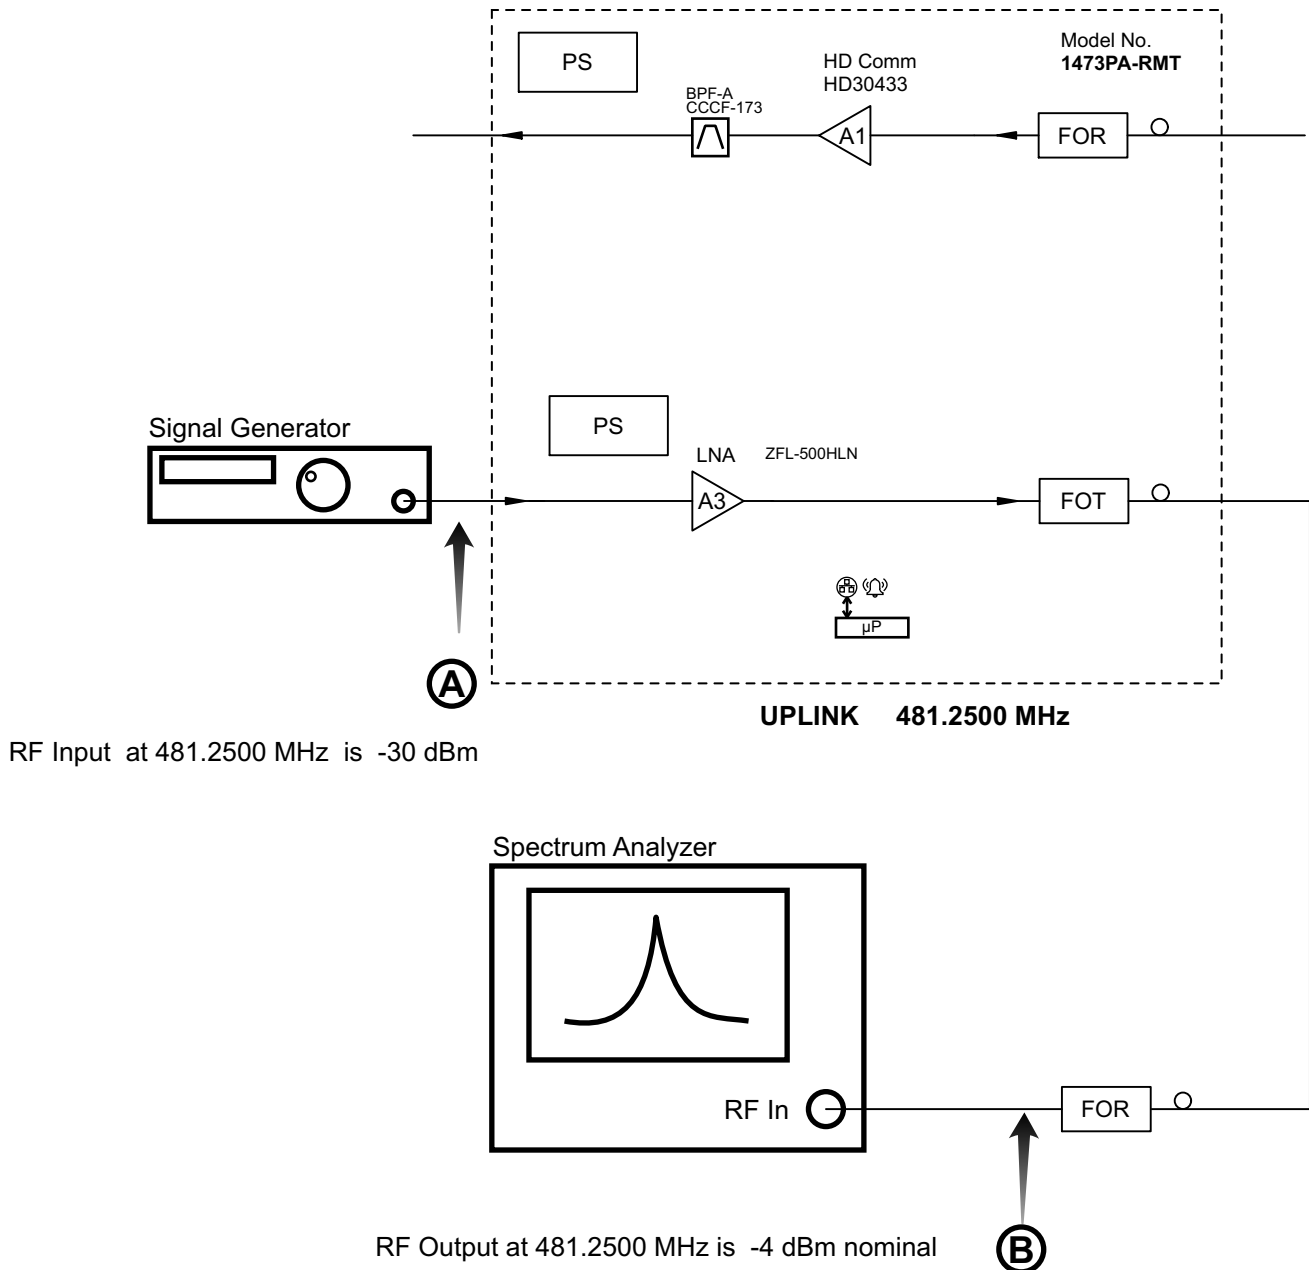 PS
HD Comm
HD30433
Model No.
1473PA-RMT
BPF-A
CCCF-173
A1
FOR
PS
Signal Generator
LNA
ZFL-500HLN
A3
FOT
µP
A
UPLINK 481.2500 MHz
RF Input at 481.2500 MHz is -30 dBm
Spectrum Analyzer
RF In
FOR
RF Output at 481.2500 MHz is -4 dBm nominal
B